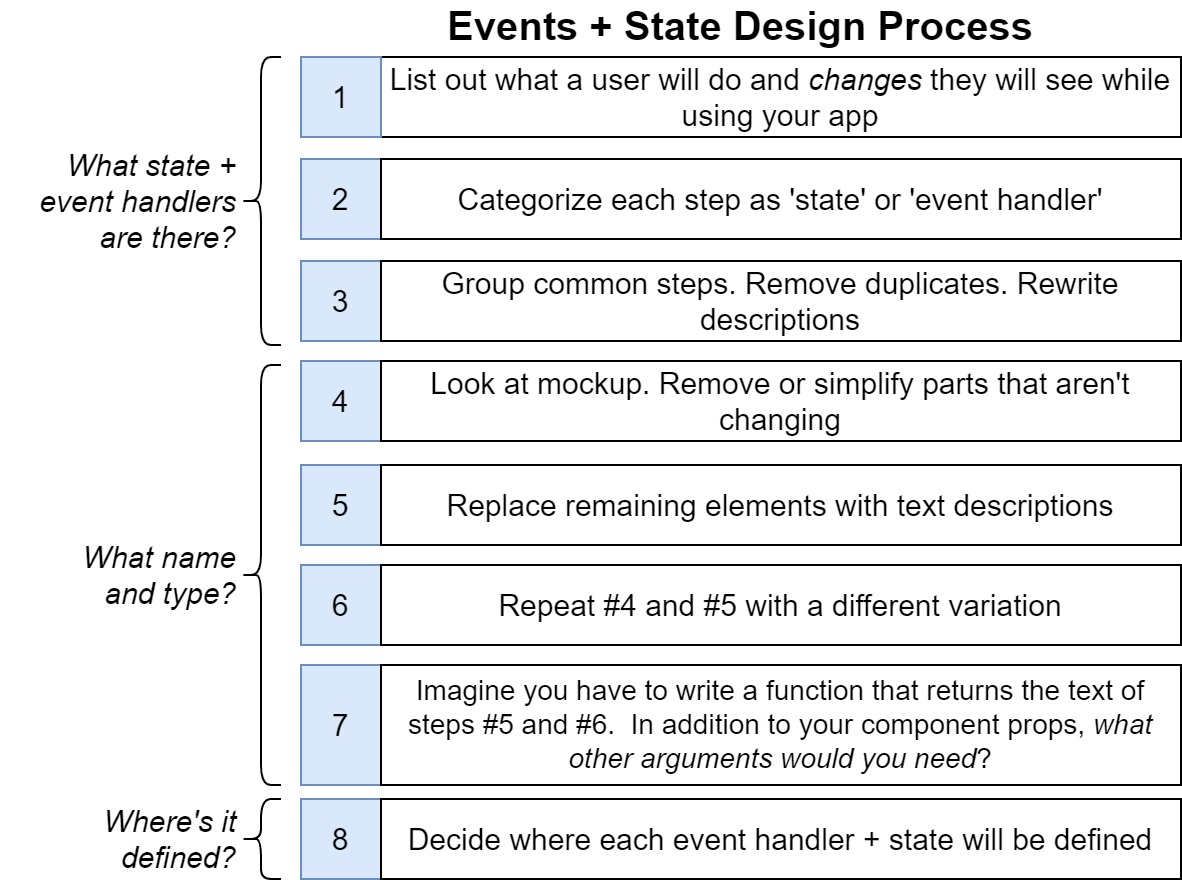 Events + State Design Process
What state +
event handlers
are there?
1
List out what a user will do and changes they will see while
using your app
2
Categorize each step as 'state' or 'event handler'
3
Group common steps. Remove duplicates. Rewrite
descriptions
What name
and type?
4
Look at mockup. Remove or simplify parts that aren't
changing
5
Replace remaining elements with text descriptions
6
Repeat #4 and #5 with a different variation
7
Imagine you have to write a function that returns the text of
steps #5 and #6.  In addition to your component props, what
other arguments would you need?
Where's it
defined?
8
Decide where each event handler + state will be defined